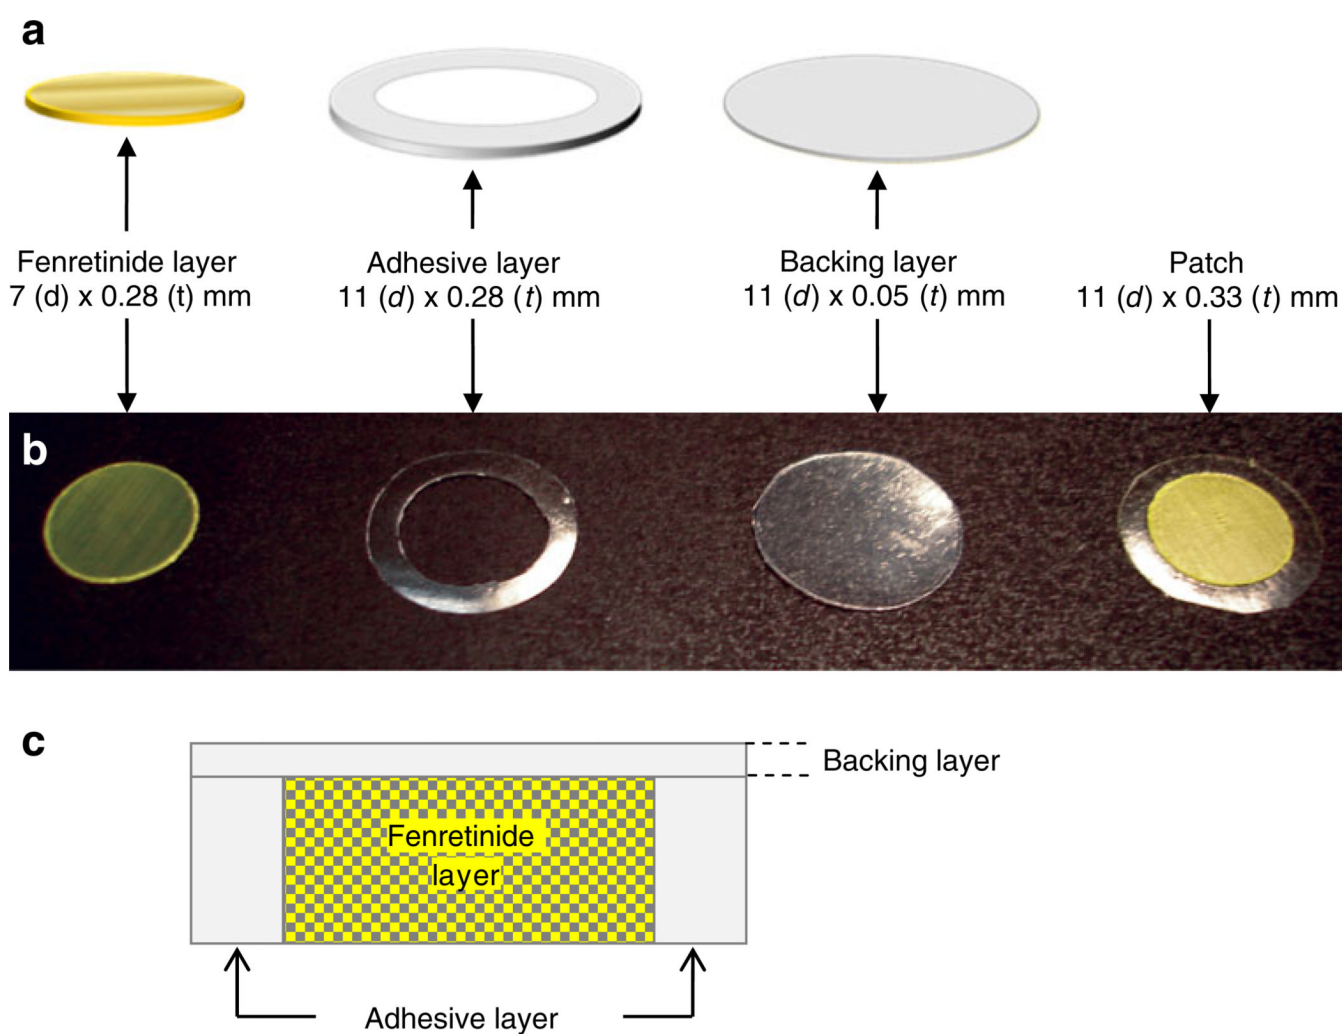 a
Fenretinide layer
7 (d) x 0.28 (t) mm
Adhesive layer
11 (d) x 0.28 (t) mm
Backing layer
11 (d) x 0.05 (t) mm
Patch
11 (d) x 0.33 (t) mm
b
c
Backing layer
Fenretinide
layer
Adhesive layer